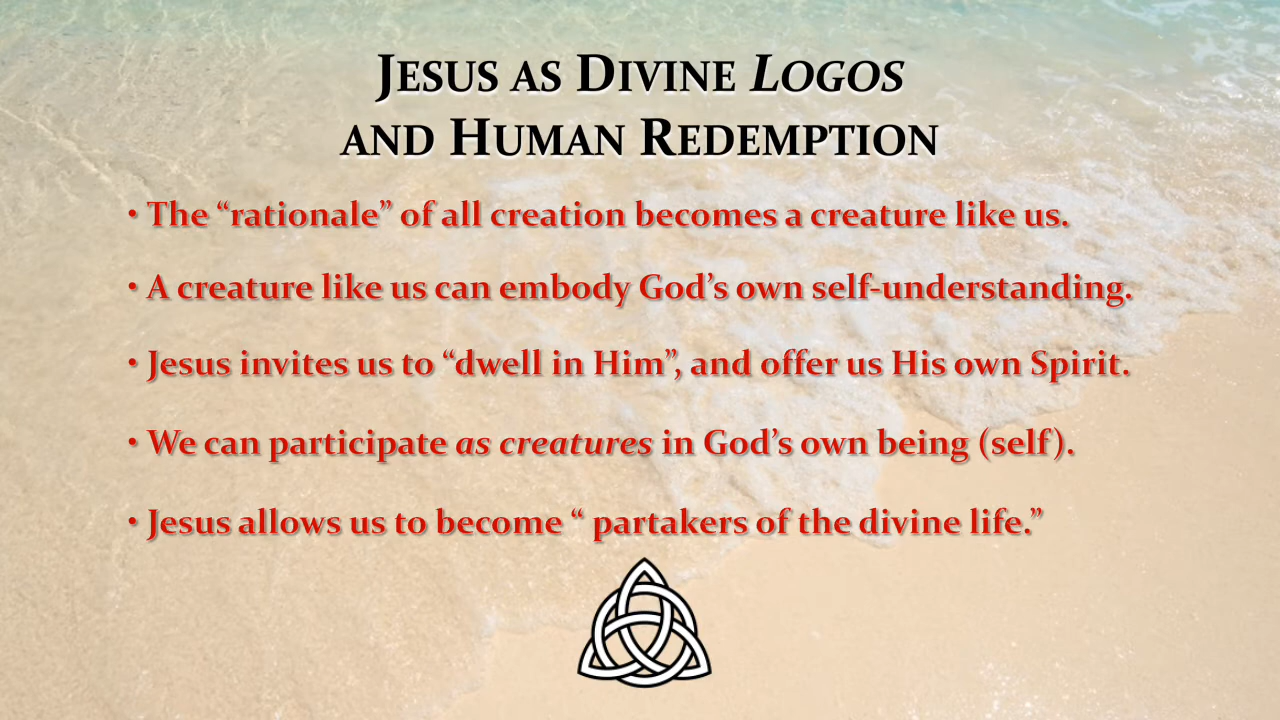 Jesus as Divine Logos
and Human Redemption
• The “rationale” of all creation becomes a creature like us.
• A creature like us can embody God’s own self-understanding.
• Jesus invites us to “dwell in Him”, and offer us His own Spirit.
• We can participate as creatures in God’s own being (self).
• Jesus allows us to become “ partakers of the divine life.”